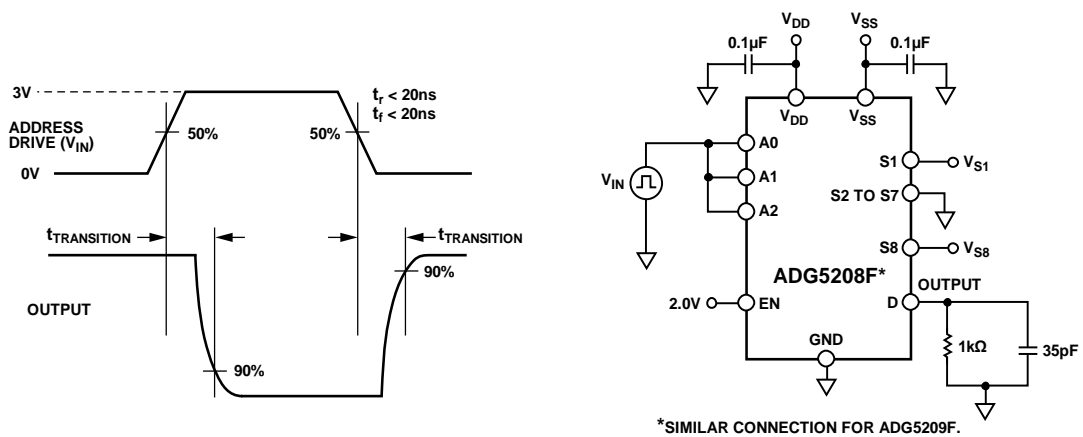 3V
ADDRESS
DRIVE (VIN)
0V
50%
50%
tr < 20ns
tf < 20ns
tTRANSITION
tTRANSITION
90%
OUTPUT
90%
VDD
VSS
0.1µF
0.1µF
VDD
VSS
A0
A1
A2
VIN
S1
VS1
S2 TO S7
S8
VS8
ADG5208F*
OUTPUT
2.0V
EN
D
GND
1kΩ
35pF
*SIMILAR CONNECTION FOR ADG5209F.